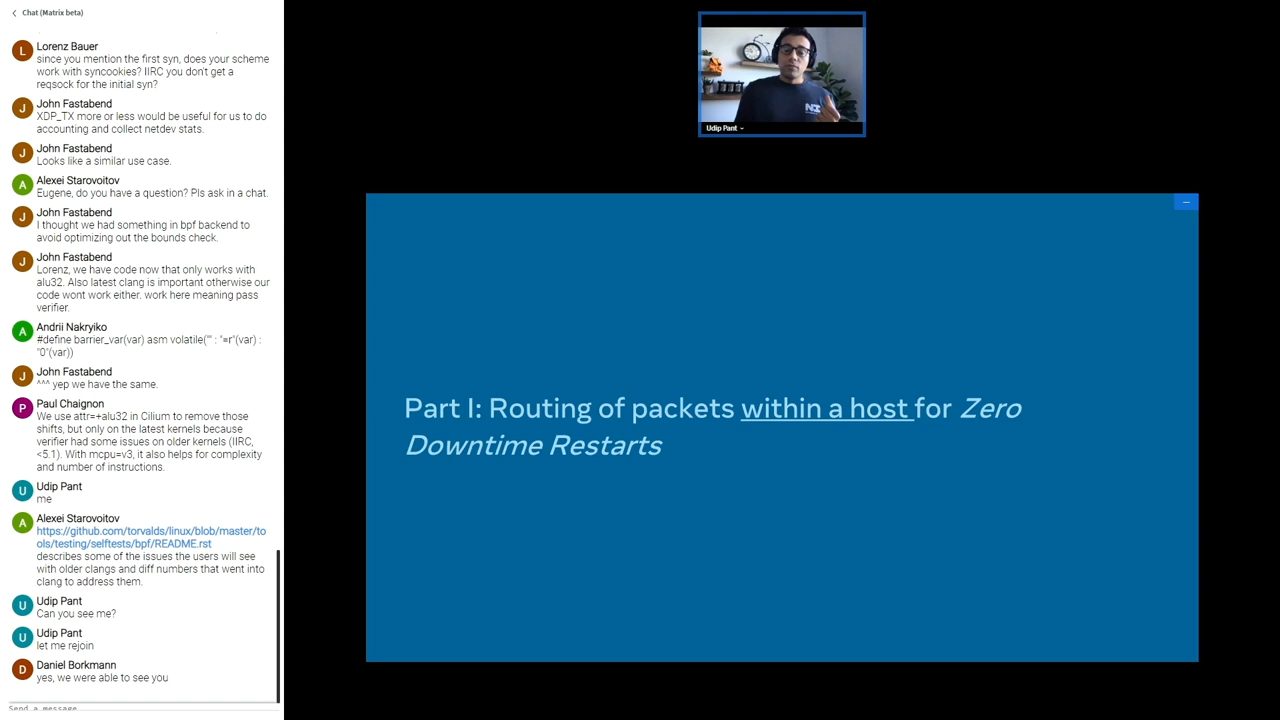 Chat (Matrix beta)
Lorenz Bauer
since you mention the first syn, does your scheme
work with syncookies? IIRC you don't get a
reqsock for the initial syn?
John Fastabend
XDP_TX more or less would be useful for us to do
accounting and collect netdev stats.
John Fastabend
Looks like a similar use case.
Alexei Starovoitov
Eugene, do you have a question? Pls ask in a chat.
John Fastabend
I thought we had something in bpf backend to
avoid optimizing out the bounds check.
John Fastabend
Lorenz, we have code now that only works with
alu32. Also latest clang is important otherwise our
code wont work either. work here meaning pass
verifier.
Andrii Nakryiko
#define barrier_var(var) asm volatile("" : "=r"(var) :
"0"(var))
John Fastabend
^^^ yep we have the same.
Paul Chaignon
We use attr=+alu32 in Cilium to remove those
shifts, but only on the latest kernels because
verifier had some issues on older kernels (IIRC,
<5.1). With mcpu=v3, it also helps for complexity
and number of instructions.
Udip Pant
me
Alexei Starovoitov
https://github.com/torvalds/linux/blob/master/to
ols/testing/selftests/bpf/README.rst
describes some of the issues the users will see
with older clangs and diff numbers that went into
clang to address them.
Udip Pant
Can you see me?
Udip Pant
let me rejoin
Daniel Borkmann
yes, we were able to see you
Send a message
L
J
J
A
J
J
A
J
P
U
A
U
U
D
Udip Pant
Part I: Routing of packets within a host for Zero
Downtime Restarts